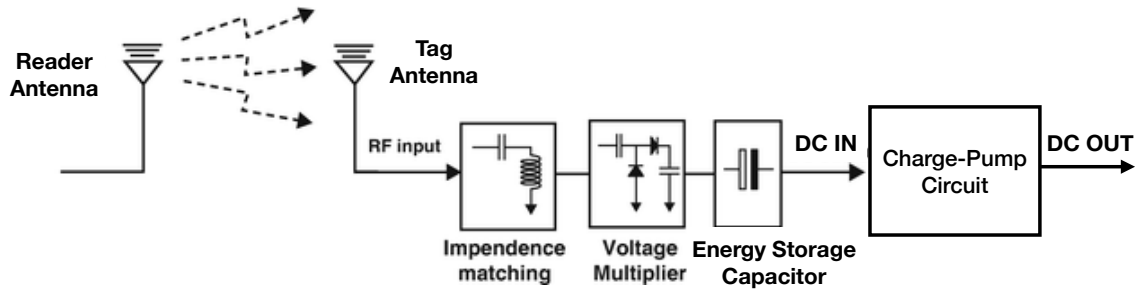 Reader
Antenna
Tag
Antenna
RF input
DC IN
Charge-Pump
Circuit
DC OUT
Impendence
matching
Voltage
Multiplier
Energy Storage
Capacitor